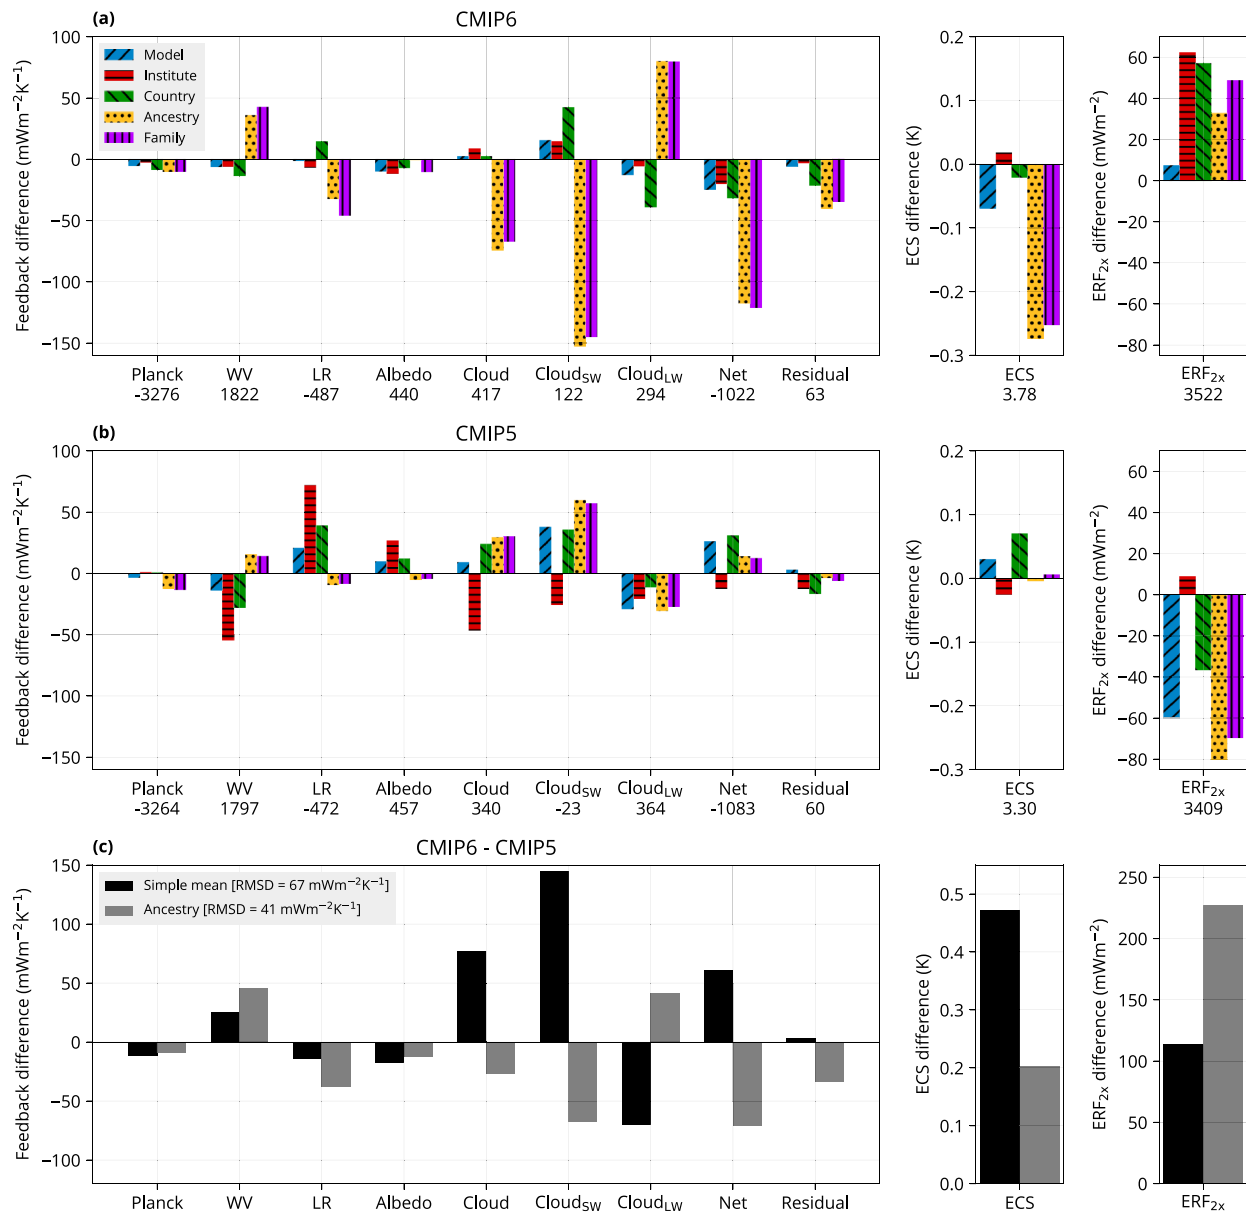 (a)
CMIP6
Feedback difference (mWm⁻²K⁻¹)
100
50
0
−50
−100
−150
Model
Institute
Country
Ancestry
Family
Planck WV LR Albedo Cloud Cloud_SW Cloud_LW Net Residual
-3276 1822 -487 440 417 122 294 -1022 63
ECS difference (K)
0.2
0.1
0.0
−0.1
−0.2
−0.3
ECS
3.78
ERF₂ₓ difference (mWm⁻²)
60
40
20
0
−20
−40
−60
−80
ERF₂ₓ
3522
(b)
CMIP5
Feedback difference (mWm⁻²K⁻¹)
100
50
0
−50
−100
−150
Planck WV LR Albedo Cloud Cloud_SW Cloud_LW Net Residual
-3264 1797 -472 457 340 -23 364 -1083 60
ECS difference (K)
0.2
0.1
0.0
−0.1
−0.2
−0.3
ECS
3.30
ERF₂ₓ difference (mWm⁻²)
60
40
20
0
−20
−40
−60
−80
ERF₂ₓ
3409
(c)
CMIP6 - CMIP5
Feedback difference (mWm⁻²K⁻¹)
150
100
50
0
−50
−100
Simple mean [RMSD = 67 mWm⁻²K⁻¹]
Ancestry [RMSD = 41 mWm⁻²K⁻¹]
Planck WV LR Albedo Cloud Cloud_SW Cloud_LW Net Residual
ECS difference (K)
0.5
0.4
0.3
0.2
0.1
0.0
ECS
ERF₂ₓ difference (mWm⁻²)
250
200
150
100
50
0
ERF₂ₓ